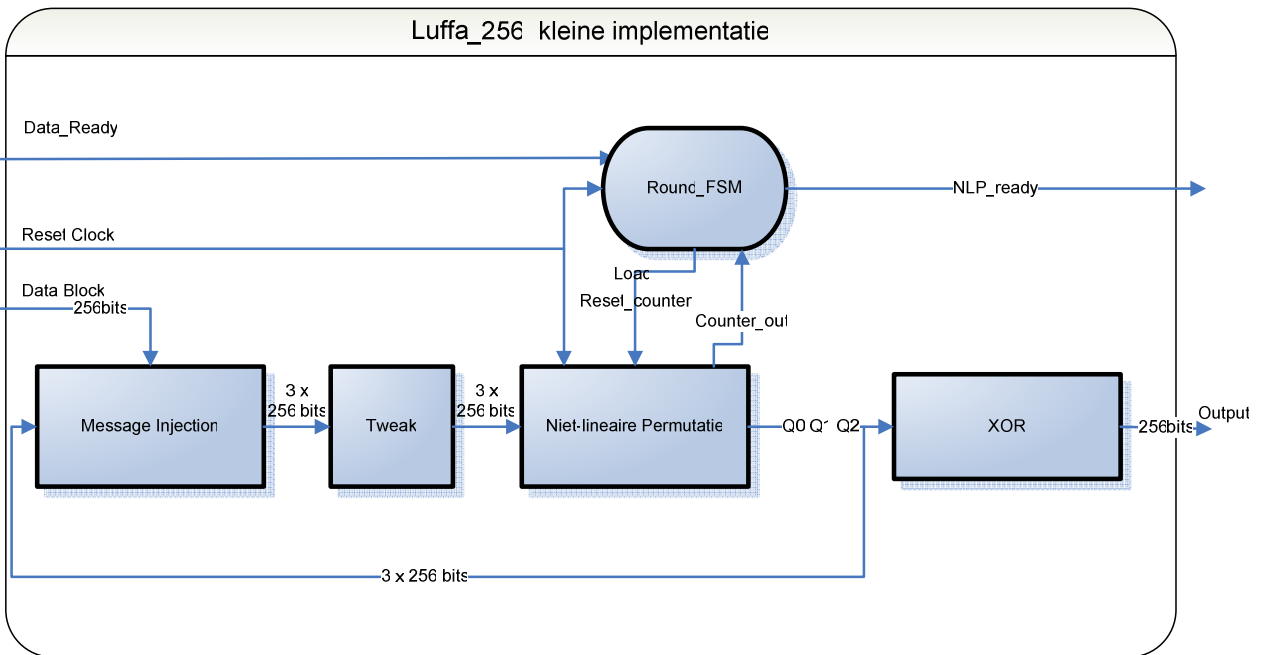 Luffa_256 kleine implementatie
Data_Ready
Round_FSM
NLP_ready
Reset Clock
Load
Data Block
256bits
Reset_counter
Counter_out
3 x
256 bits
3 x
256 bits
Message Injection
Tweak
Niet-lineaire Permutatie
Q0 Q1 Q2
XOR
256bits
Output
3 x 256 bits